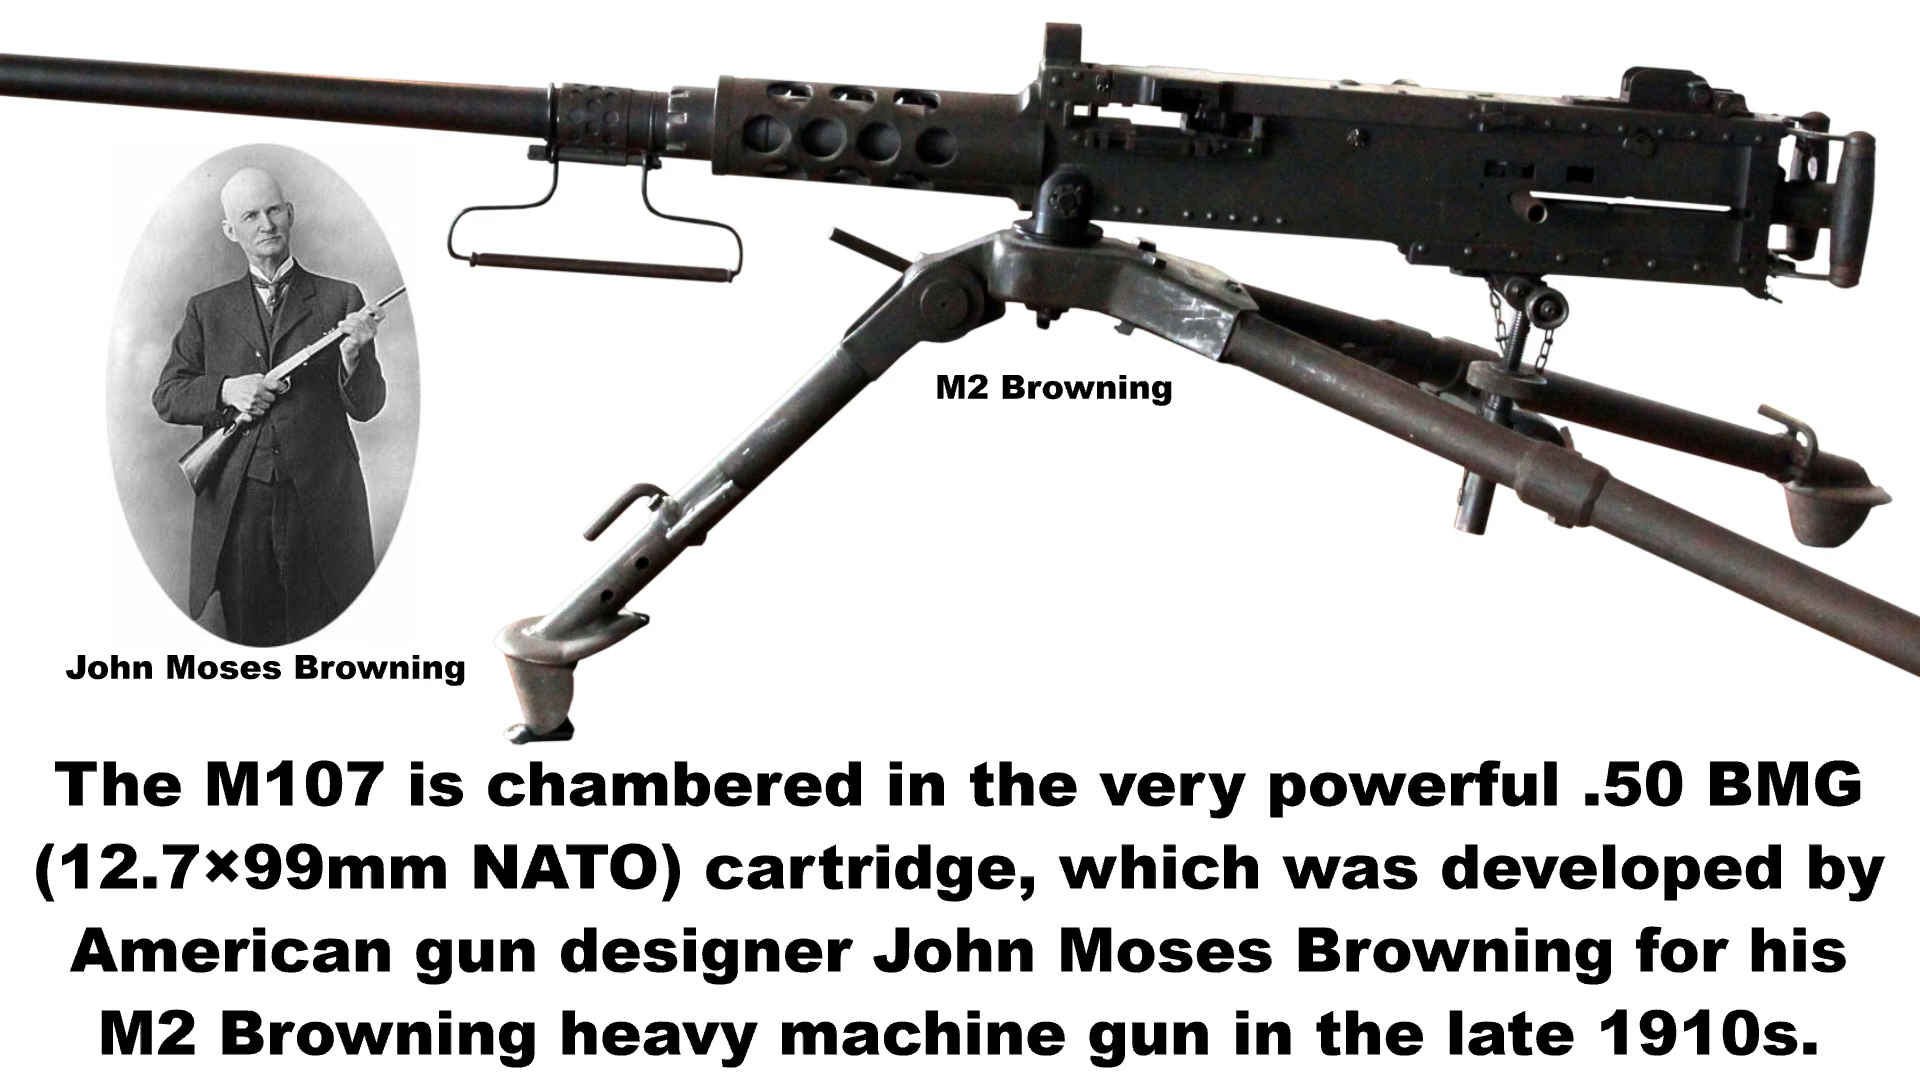 M2 Browning
John Moses Browning
The M107 is chambered in the very powerful .50 BMG
(12.7×99mm NATO) cartridge, which was developed by
American gun designer John Moses Browning for his
M2 Browning heavy machine gun in the late 1910s.